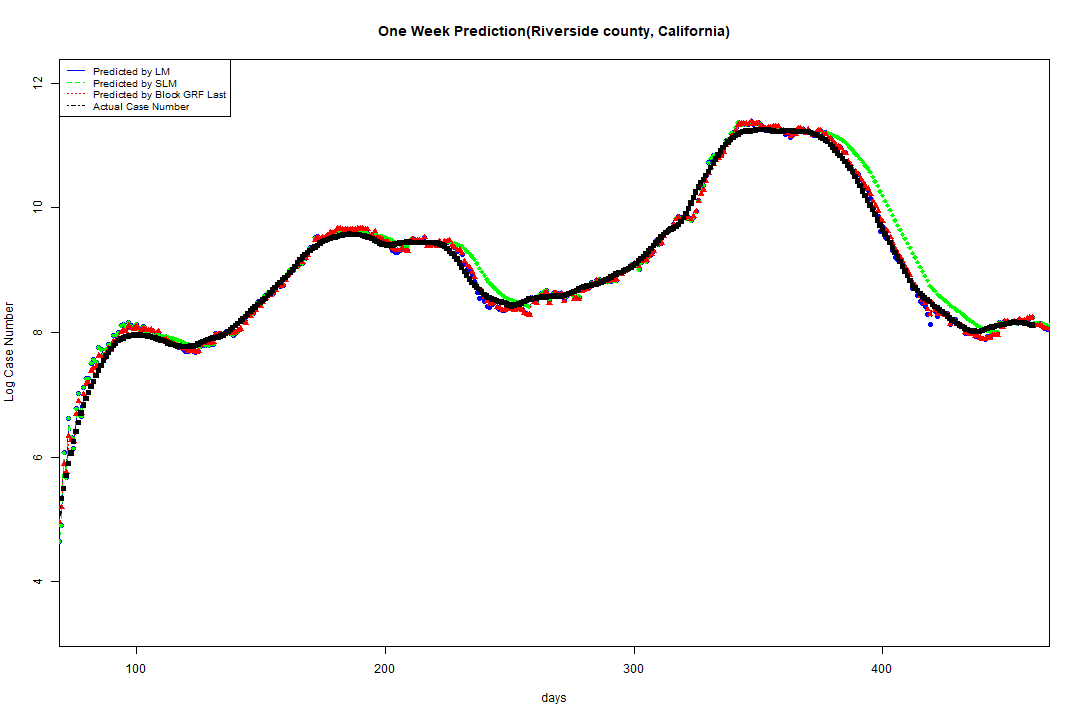 One Week Prediction(Riverside county, California)
Predicted by LM
Predicted by SLM
Predicted by Block GRF Last
Actual Case Number
12
10
8
6
4
Log Case Number
100
200
300
400
days